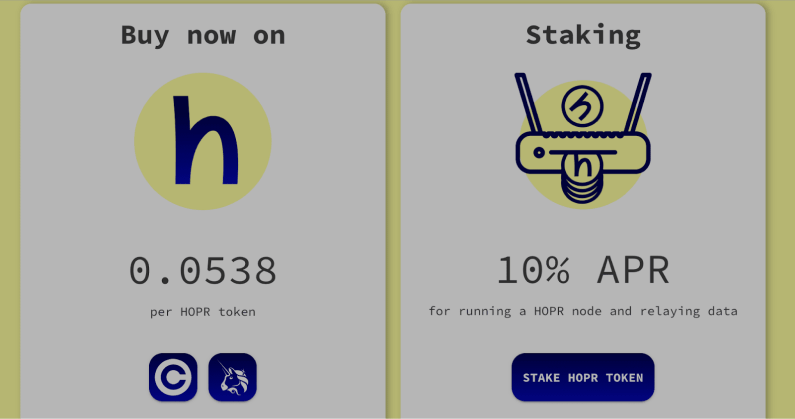 Buy now on
h
0.0538
per HOPR token
Staking
h
h
10% APR
for running a HOPR node and relaying data
STAKE HOPR TOKEN